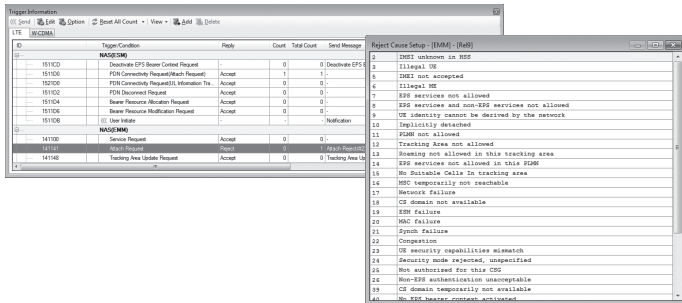 Trigger Information
Send Edit Option Reset All Count View Add Delete
LTE W-CDMA
ID Trigger/Condition Reply Count Total Count Send Message
NAS(ESM)
1511CD Deactivate EPS Bearer Context Request - 0 0 Deactivate EPS B
1511D0 PDN Connectivity Request(Attach Request) Accept 1 1 -
1521D0 PDN Connectivity Request(UL Information Tra... Accept 0 0 -
1511D2 PDN Disconnect Request Accept 0 0 -
1511D4 Bearer Resource Allocation Request Accept 0 0 -
1511D6 Bearer Resource Modification Request Accept 0 0 -
1511DB User Initiate - - - Notification
NAS(EMM)
141100 Service Request Accept 0 0 -
141141 Attach Request Reject 0 1 Attach Reject(#2
141148 Tracking Area Update Request Accept 0 0 Tracking Area Up
Reject Cause Setup - [EMM] - [Rel9]
2 IMSI unknown in HSS
3 Illegal UE
5 IMEI not accepted
6 Illegal ME
7 EPS services not allowed
8 EPS services and non-EPS services not allowed
9 UE identity cannot be derived by the network
10 Implicitly detached
11 PLMN not allowed
12 Tracking Area not allowed
13 Roaming not allowed in this tracking area
14 EPS services not allowed in this PLMN
15 No Suitable Cells In tracking area
16 MSC temporarily not reachable
17 Network failure
18 CS domain not available
19 ESM failure
20 MAC failure
21 Synch failure
22 Congestion
23 UE security capabilities mismatch
24 Security mode rejected, unspecified
25 Not authorized for this CSG
26 Non-EPS authentication unacceptable
39 CS domain temporarily not available
40 No EPS bearer context activated